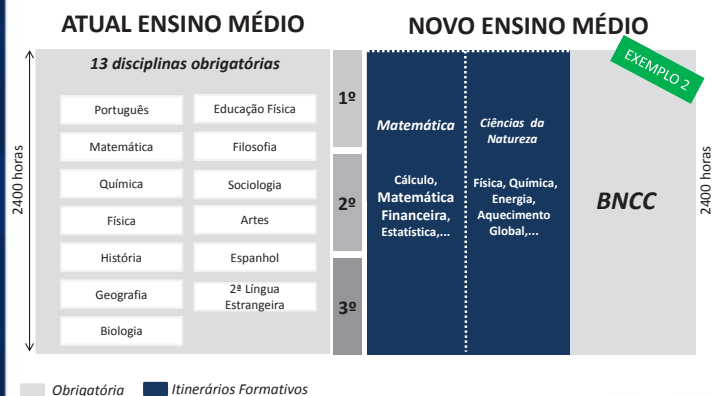 ATUAL ENSINO MÉDIO
NOVO ENSINO MÉDIO
13 disciplinas obrigatórias
Português
Matemática
Química
Física
História
Geografia
Biologia
Educação Física
Filosofia
Sociologia
Artes
Espanhol
2ª Língua
Estrangeira
2400 horas
1º
2º
3º
Matemática
Cálculo,
Matemática
Financeira,
Estatística,...
Ciências da
Natureza
Física, Química,
Energia,
Aquecimento
Global,...
EXEMPLO 2
BNCC
2400 horas
Obrigatória
Itinerários Formativos